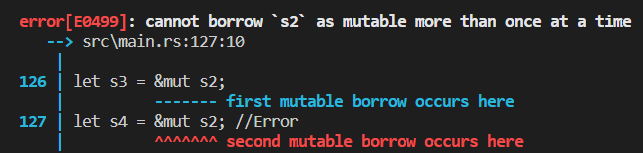 error[E0499]: cannot borrow `s2` as mutable more than once at a time
--> src\main.rs:127:10
|
126 | let s3 = &mut s2;
| ------- first mutable borrow occurs here
127 | let s4 = &mut s2; //Error
| ^^^^^^^ second mutable borrow occurs here